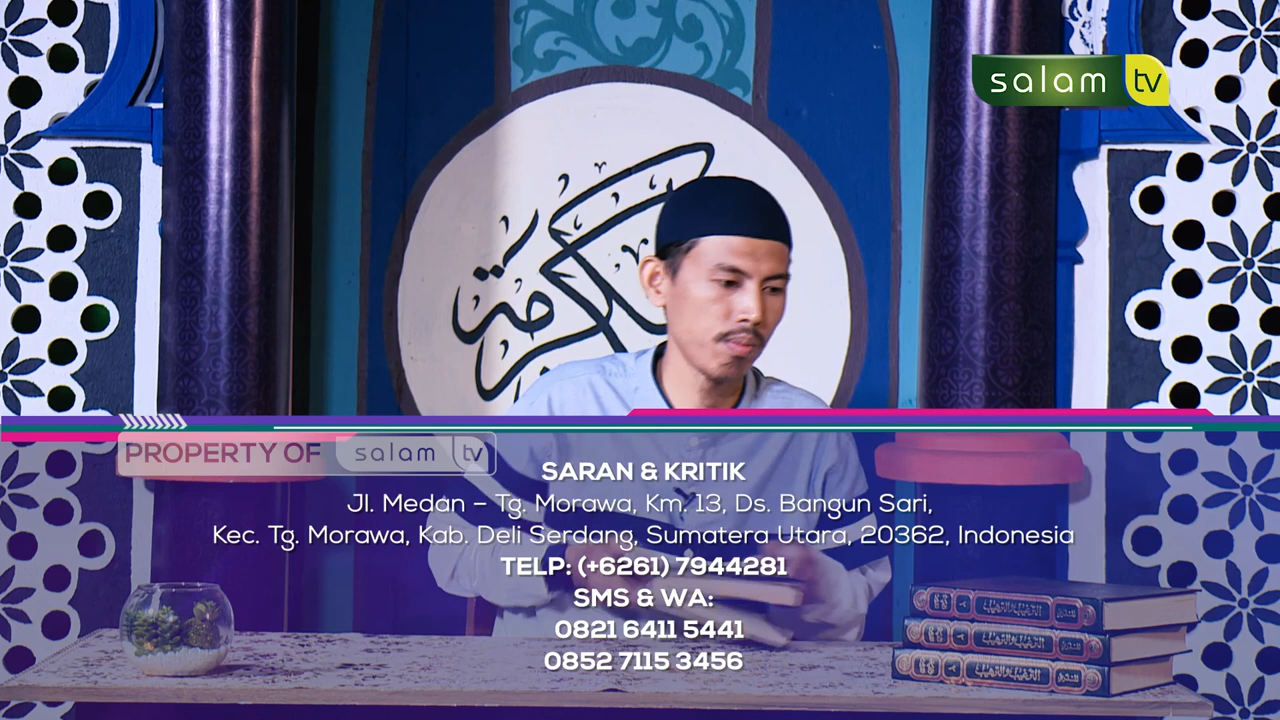 salam tv
PROPERTY OF salam tv
SARAN & KRITIK
Jl. Medan – Tg. Morawa, Km. 13, Ds. Bangun Sari,
Kec. Tg. Morawa, Kab. Deli Serdang, Sumatera Utara, 20362, Indonesia
TELP: (+6261) 7944281
SMS & WA:
0821 6411 5441
0852 7115 3456